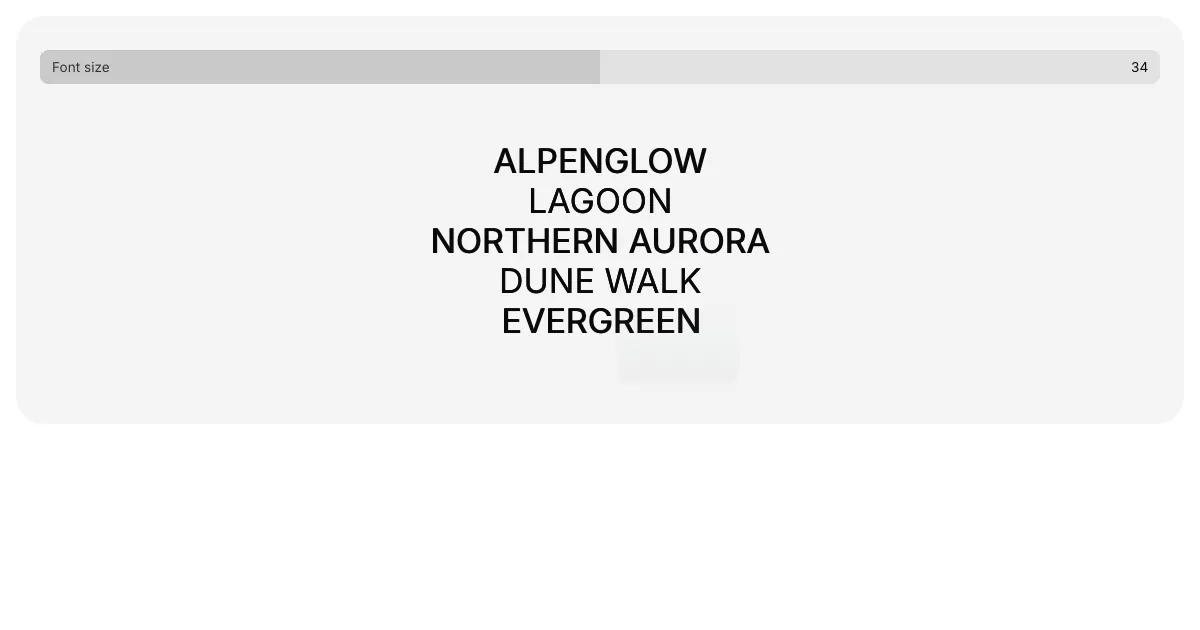 Font size 34
ALPENGLOW
LAGOON
NORTHERN AURORA
DUNE WALK
EVERGREEN